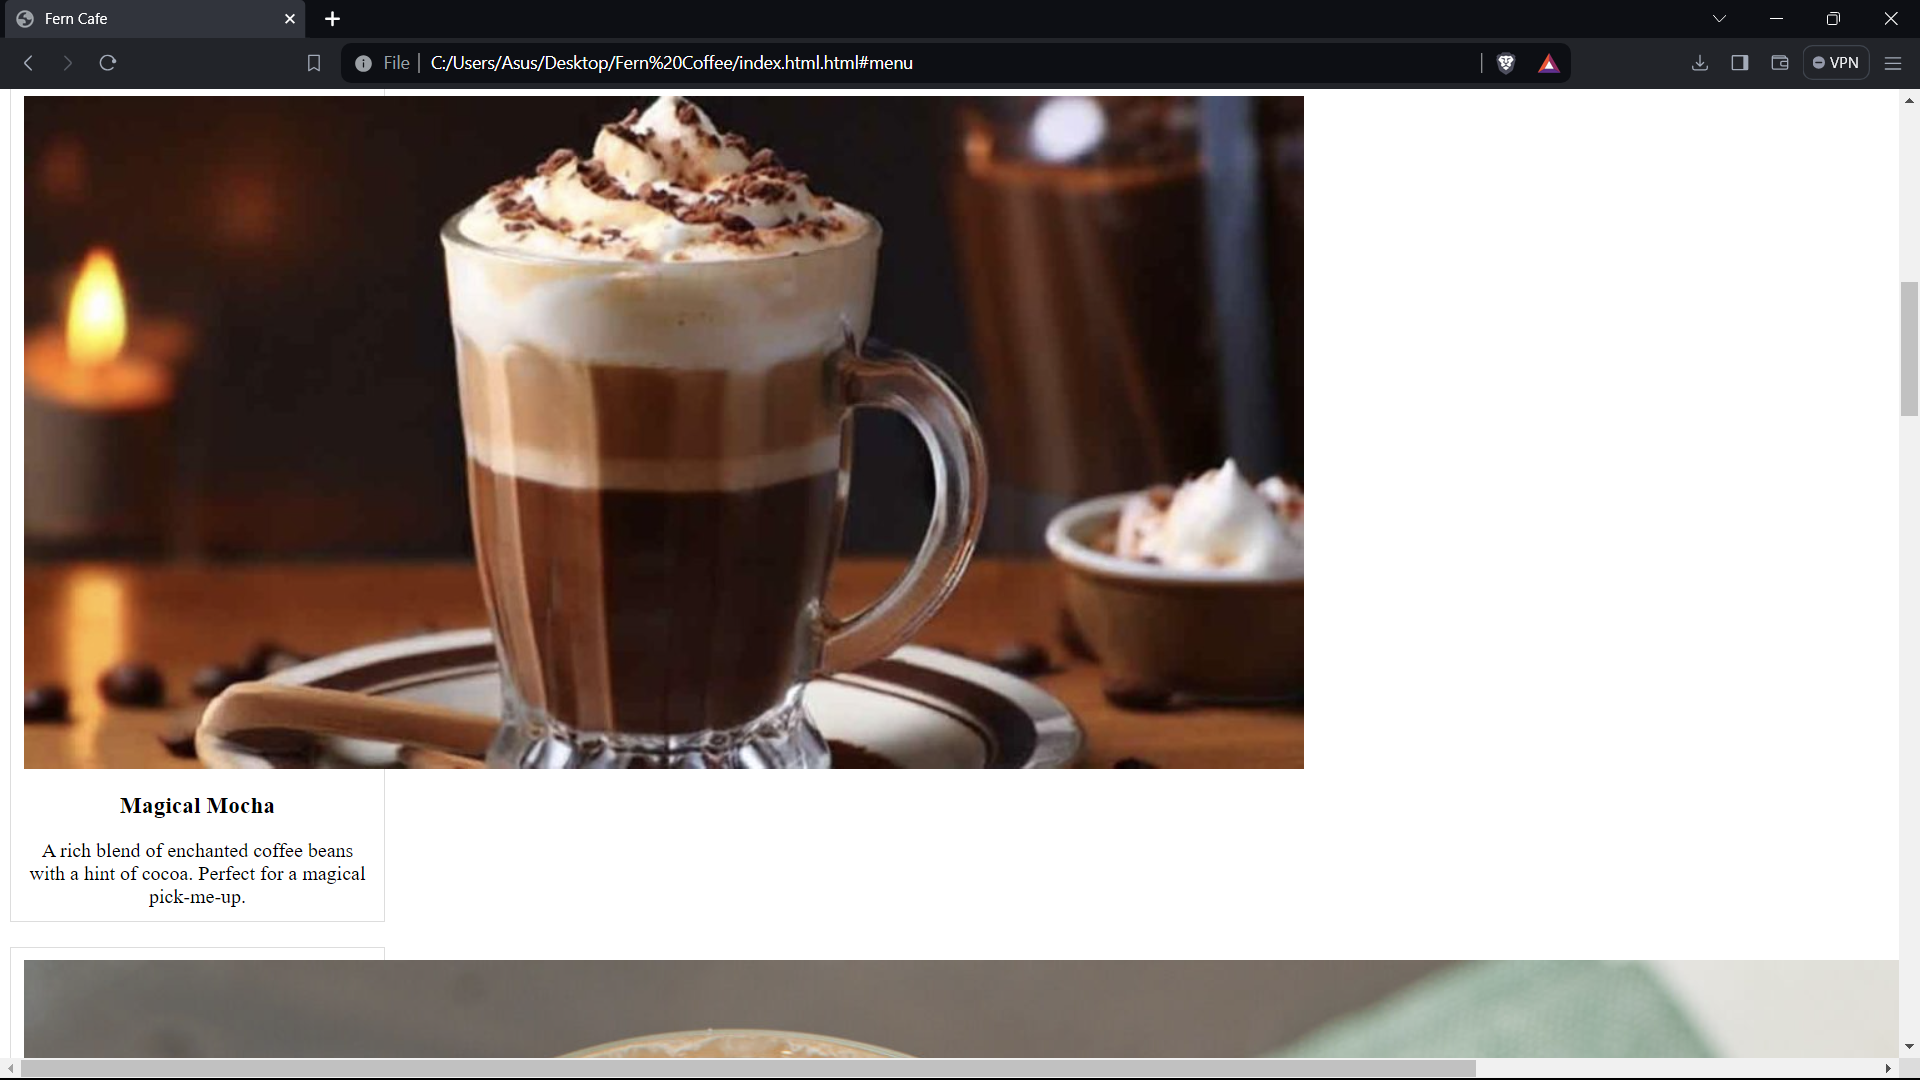 Fern Cafe
File
C:/Users/Asus/Desktop/Fern%20Coffee/index.html.html#menu
VPN
Magical Mocha
A rich blend of enchanted coffee beans
with a hint of cocoa. Perfect for a magical
pick-me-up.